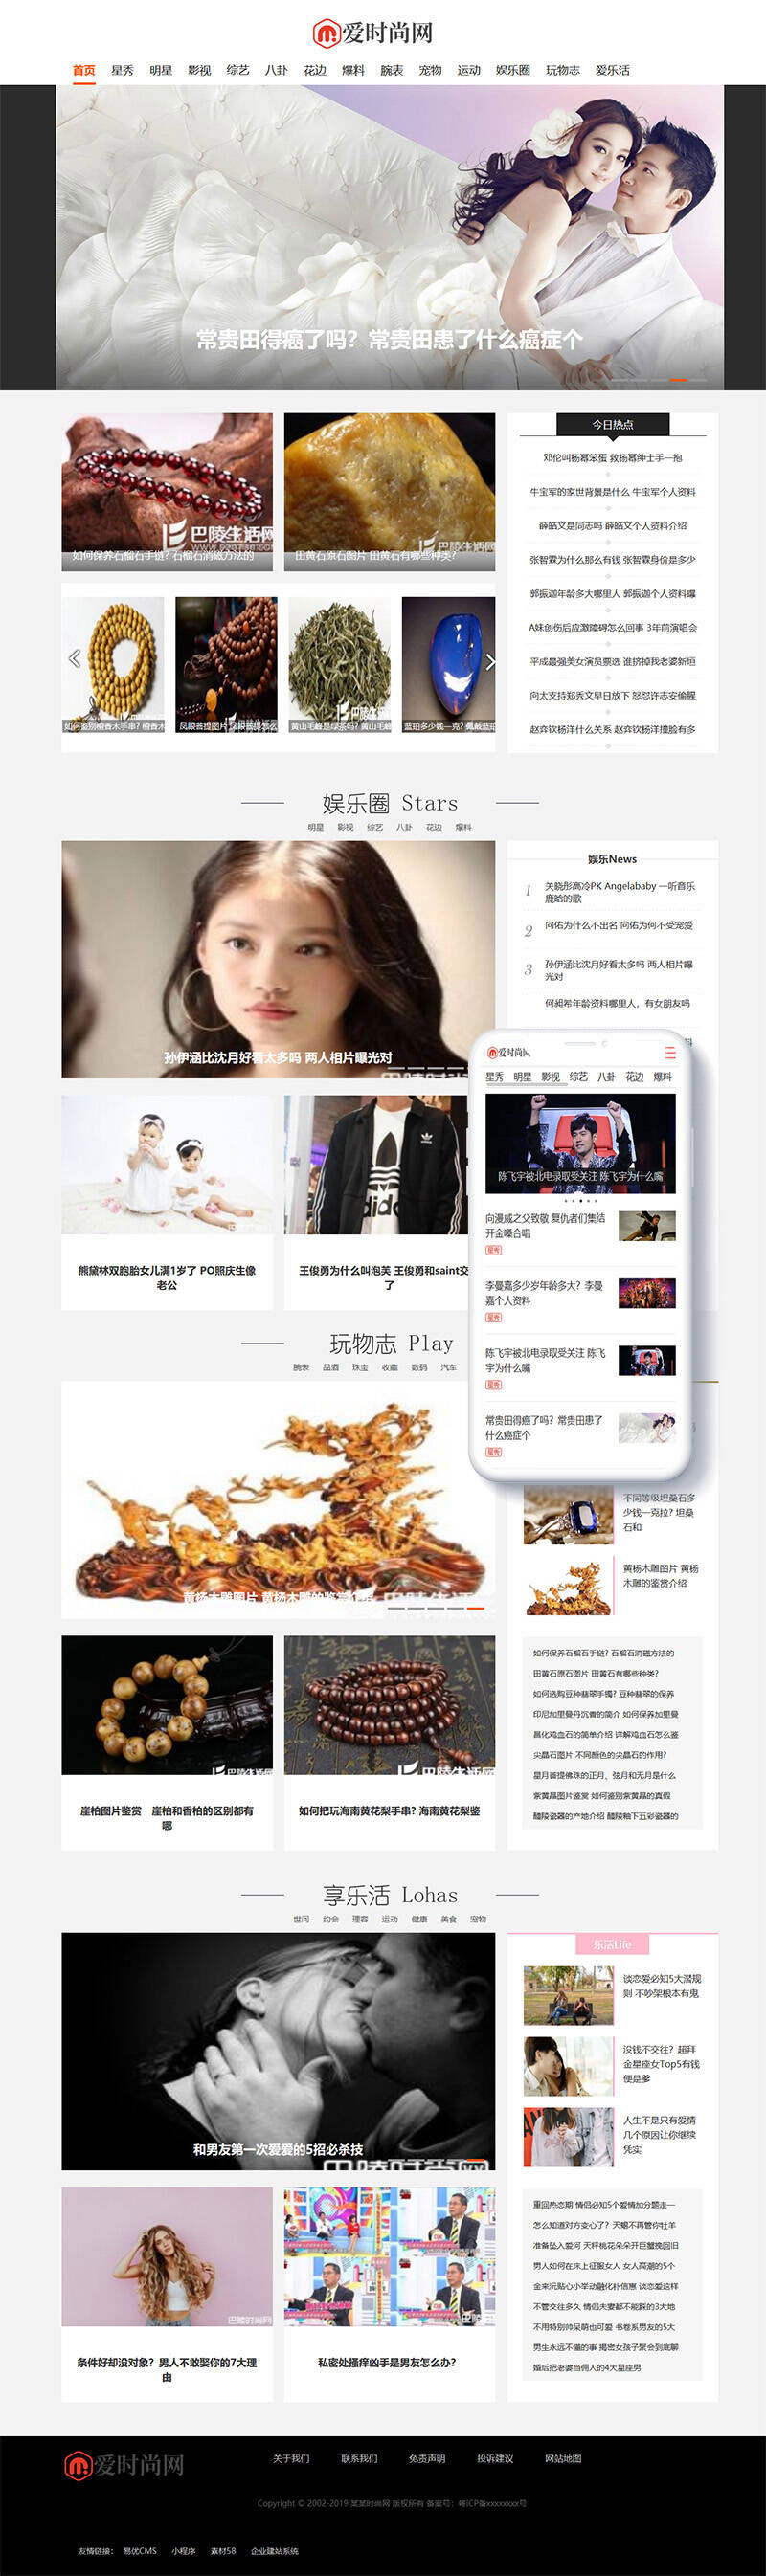 爱时尚网
首页 星秀 明星 影视 综艺 八卦 花边 爆料 腕表 宠物 运动 娱乐圈 玩物志 爱乐活
常贵田得癌了吗？常贵田患了什么癌症个
如何保养石榴石手链? 石榴石消磁方法的
田黄石原石图片 田黄石有哪些种类?
今日热点
邓伦叫杨幂笨蛋 救杨幂绅士手一抱
牛宝军的家世背景是什么 牛宝军个人资料
薛皓文是同志吗 薛皓文个人资料介绍
张智霖为什么那么有钱 张智霖身价是多少
郭振迦年龄多大哪里人 郭振迦个人资料曝
A妹创伤后应激障碍怎么回事 3年前演唱会
平成最强美女演员票选 谁挤掉我老婆新垣
向太支持郑秀文早日放下 怒怼许志安偷腥
赵弈钦杨洋什么关系 赵弈钦杨洋撞脸有多
如何鉴别檀香木手串? 檀香木
凤眼菩提图片 凤眼菩提怎么
黄山毛峰是绿茶吗? 黄山毛峰
蓝珀多少钱一克? 佩戴蓝珀
娱乐圈 Stars
明星 影视 综艺 八卦 花边 爆料
孙伊涵比沈月好看太多吗 两人相片曝光对
娱乐News
1 关晓彤高冷PK Angelababy 一听音乐
鹿晗的歌
2 向佑为什么不出名 向佑为何不受宠爱
3 孙伊涵比沈月好看太多吗 两人相片曝
光对
何昶希年龄资料哪里人，有女朋友吗
熊黛林双胞胎女儿满1岁了 PO照庆生像
老公
王俊勇为什么叫泡芙 王俊勇和saint交
了
爱时尚
星秀 明星 影视 综艺 八卦 花边 爆料
陈飞宇被北电录取受关注 陈飞宇为什么嘴
向漫威之父致敬 复仇者们集结
开金嗓合唱
星秀
李曼嘉多少岁年龄多大？李曼
嘉个人资料
星秀
陈飞宇被北电录取受关注 陈飞
宇为什么嘴
星秀
常贵田得癌了吗？常贵田患了
什么癌症个
星秀
玩物志 Play
腕表 品酒 珠宝 收藏 数码 汽车
黄杨木雕图片 黄杨木雕的鉴赏介绍
不同等级坦桑石多
少钱一克拉? 坦桑
石和
黄杨木雕图片 黄杨
木雕的鉴赏介绍
崖柏图片鉴赏 崖柏和香柏的区别都有
哪
如何把玩海南黄花梨手串? 海南黄花梨鉴
如何保养石榴石手链? 石榴石消磁方法的
田黄石原石图片 田黄石有哪些种类?
如何选购豆种翡翠手镯? 豆种翡翠的保养
印尼加里曼丹沉香的简介 如何保养加里曼
昌化鸡血石的简单介绍 详解鸡血石怎么鉴
尖晶石图片 不同颜色的尖晶石的作用?
星月菩提佛珠的正月、弦月和无月是什么
紫黄晶图片鉴赏 如何鉴别紫黄晶的真假
醴陵瓷器的产地介绍 醴陵釉下五彩瓷器的
享乐活 Lohas
世间 约会 理容 运动 健康 美食 宠物
和男友第一次爱爱的5招必杀技
乐活Life
谈恋爱必知5大潜规
则 不吵架根本有鬼
没钱不交往？超拜
金星座女Top5有钱
便是爹
人生不是只有爱情
几个原因让你继续
凭实
条件好却没对象？男人不敢娶你的7大理
由
私密处搔痒凶手是男友怎么办?
重回热恋期 情侣必知5个爱情加分题走一
怎么知道对方变心了？天蝎不再管你牡羊
准备坠入爱河 天秤桃花朵朵开巨蟹挽回旧
男人如何在床上征服女人 女人高潮的5个
金来沅贴心小举动融化朴信惠 谈恋爱这样
不管交往多久 情侣夫妻都不能踩的3大地
不用特别帅呆萌也可爱 书卷系男友的5大
男生永远不懂的事 揭密女孩子聚会到底聊
婚后把老婆当佣人的4大星座男
爱时尚网
关于我们 联系我们 免责声明 投诉建议 网站地图
Copyright © 2002-2019 某某时尚网 版权所有 备案号：粤ICP备xxxxxxxx号
友情链接： 易优CMS 小程序 素材58 企业建站系统